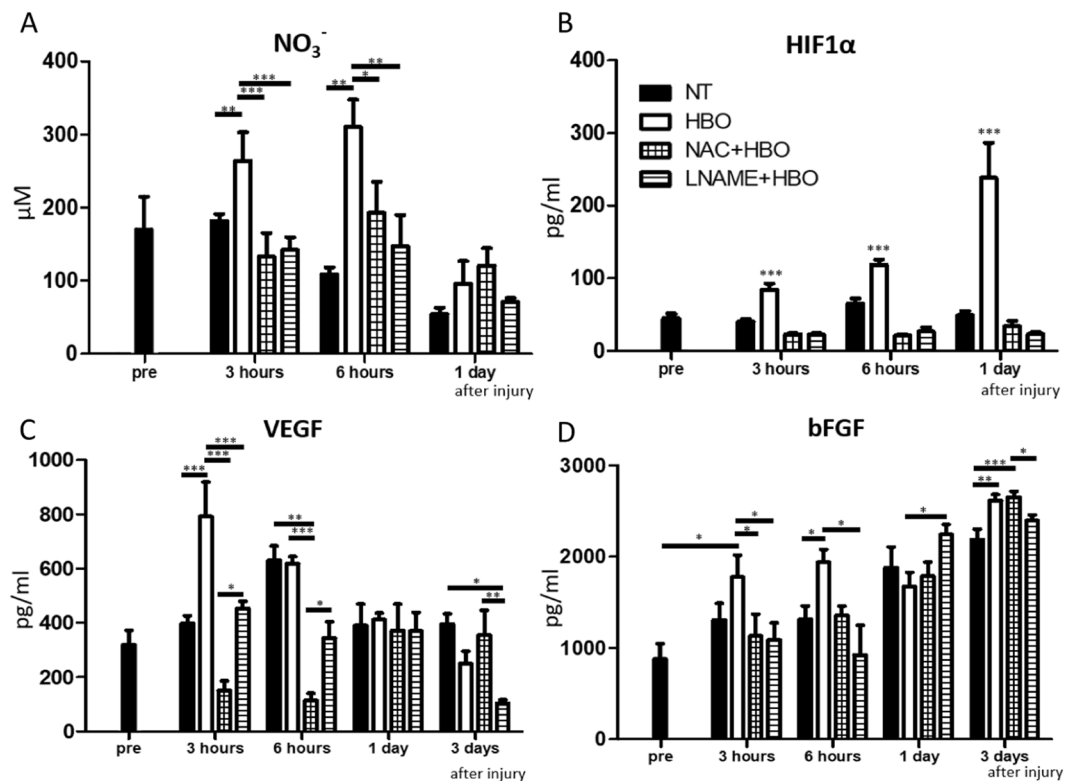 A
NO3-
μM
400
300
200
100
0
** *** ***
** * **
pre 3 hours 6 hours 1 day
after injury
B
HIF1α
pg/ml
400
300
200
100
0
NT
HBO
NAC+HBO
LNAME+HBO
*** *** ***
pre 3 hours 6 hours 1 day
after injury
C
VEGF
pg/ml
1000
800
600
400
200
0
*** *** *** *
** *** *
* **
pre 3 hours 6 hours 1 day 3 days
after injury
D
bFGF
pg/ml
3000
2000
1000
0
* * *
* *
*
** *** *
pre 3 hours 6 hours 1 day 3 days
after injury